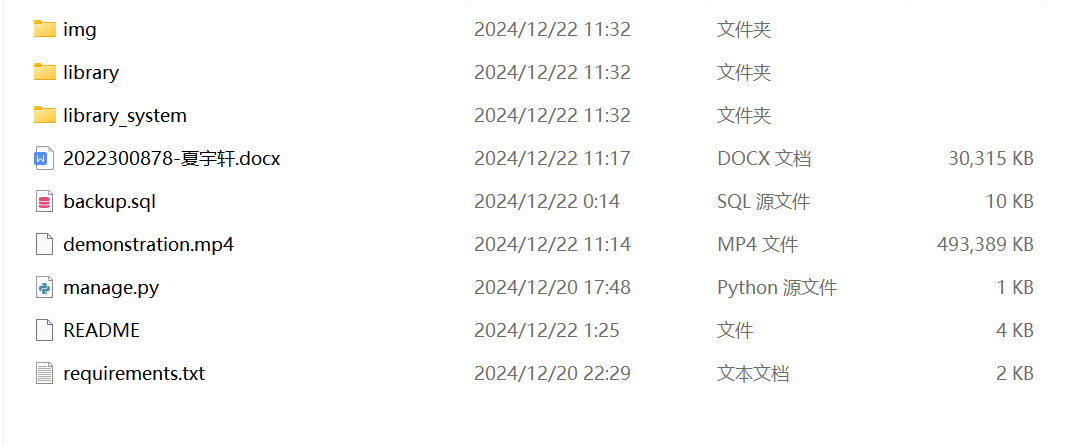 img 2024/12/22 11:32 文件夹
library 2024/12/22 11:32 文件夹
library_system 2024/12/22 11:32 文件夹
2022300878-夏宇轩.docx 2024/12/22 11:17 DOCX 文档 30,315 KB
backup.sql 2024/12/22 0:14 SQL 源文件 10 KB
demonstration.mp4 2024/12/22 11:14 MP4 文件 493,389 KB
manage.py 2024/12/20 17:48 Python 源文件 1 KB
README 2024/12/22 1:25 文件 4 KB
requirements.txt 2024/12/20 22:29 文本文档 2 KB